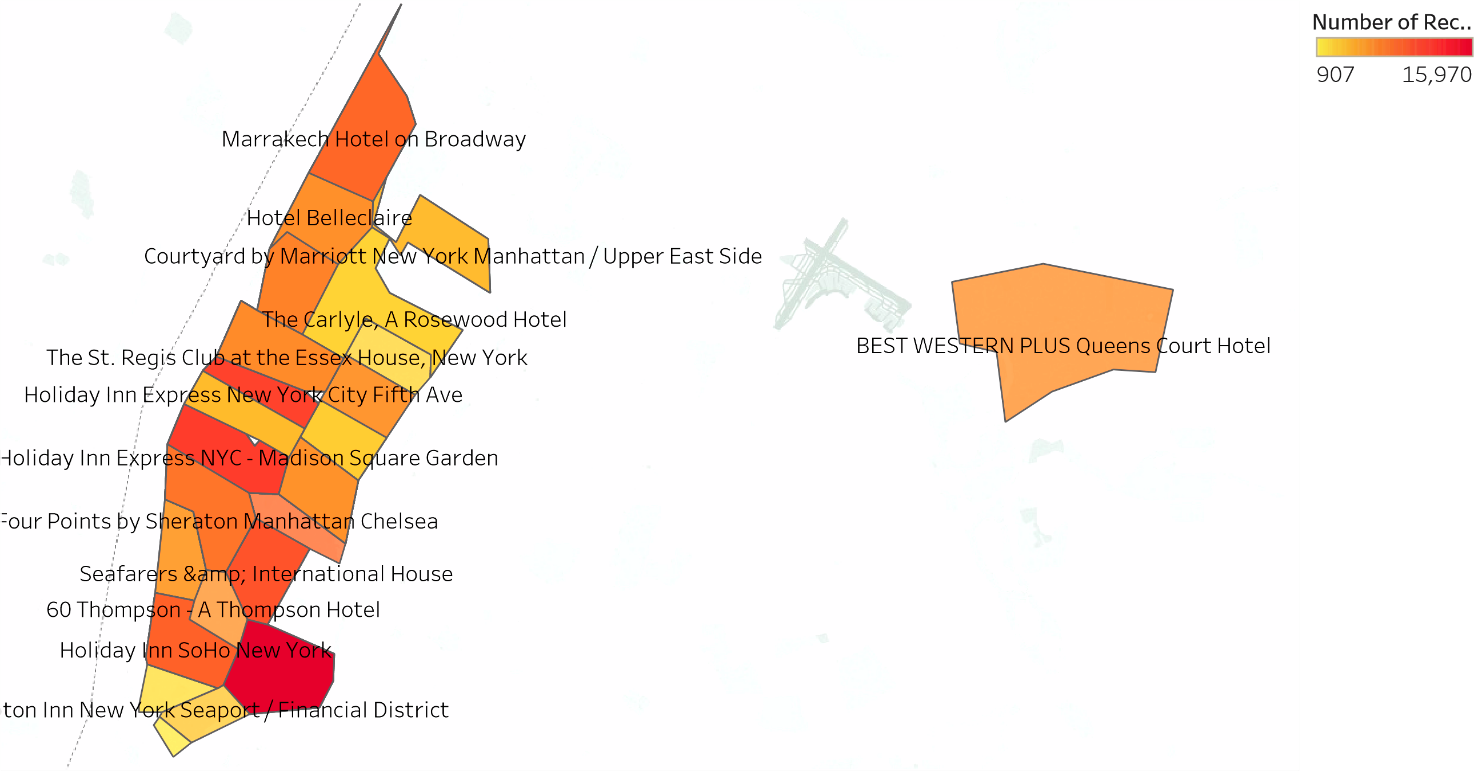 Number of Rec..
907 15,970
Marrakech Hotel on Broadway
Hotel Belleclaire
Courtyard by Marriott New York Manhattan / Upper East Side
The Carlyle, A Rosewood Hotel
BEST WESTERN PLUS Queens Court Hotel
The St. Regis Club at the Essex House, New York
Holiday Inn Express New York City Fifth Ave
Holiday Inn Express NYC - Madison Square Garden
Four Points by Sheraton Manhattan Chelsea
Seafarers &amp; International House
60 Thompson - A Thompson Hotel
Holiday Inn SoHo New York
ton Inn New York Seaport / Financial District